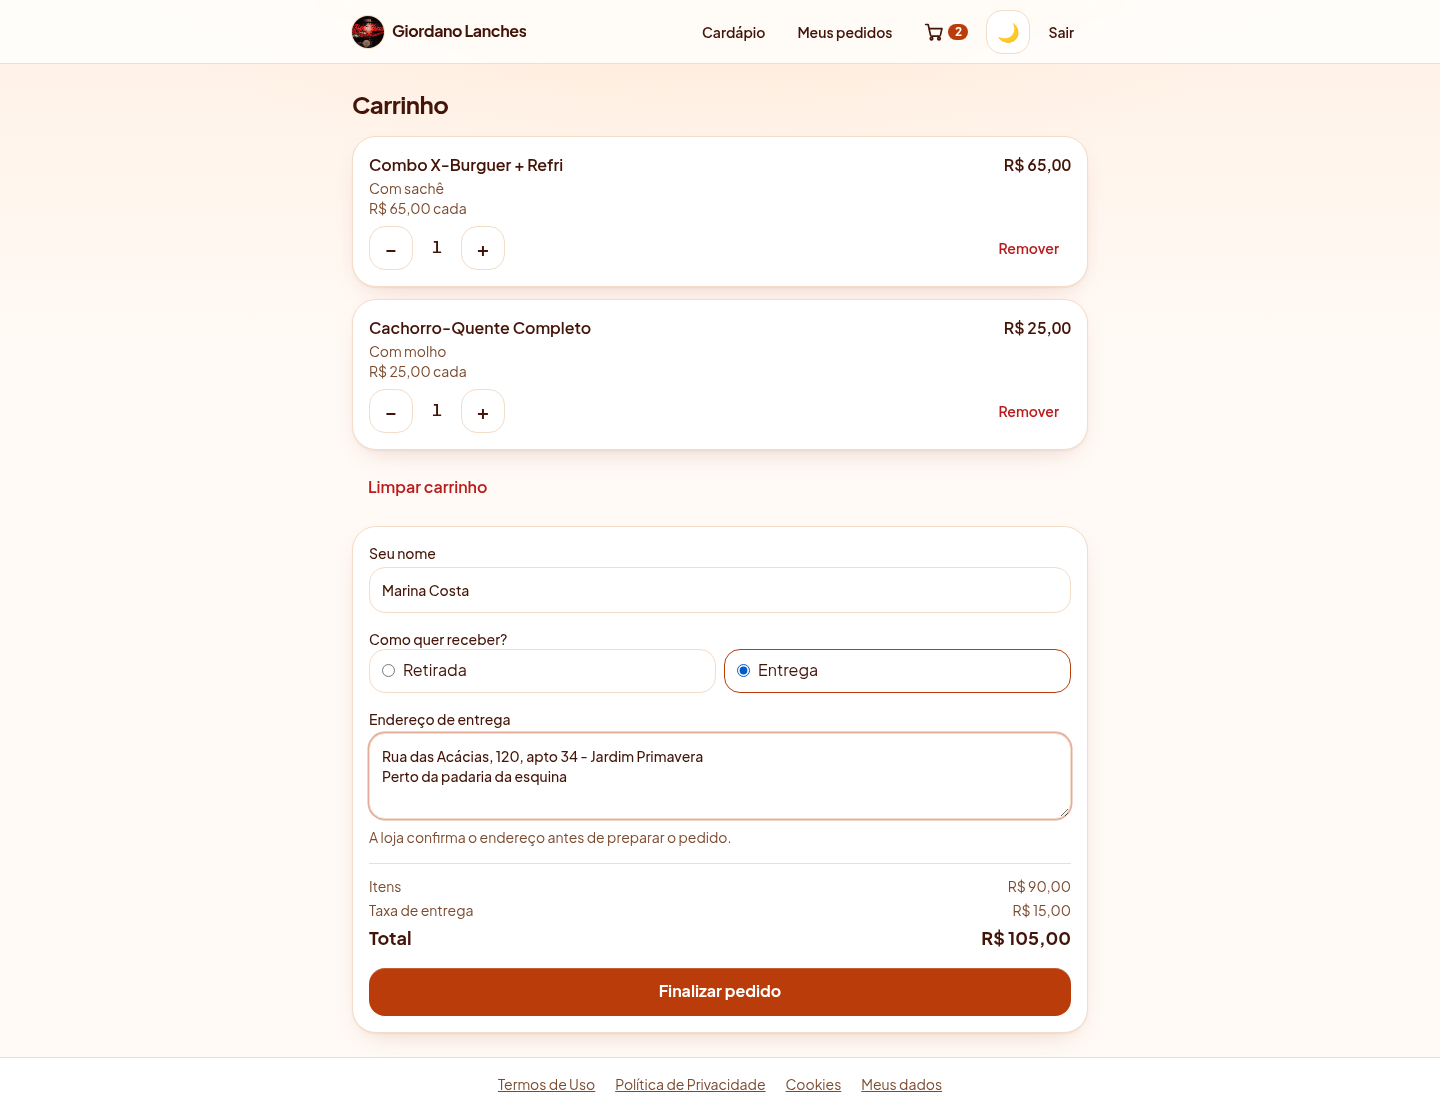 Giordano Lanches
Cardápio
Meus pedidos
2
Sair
Carrinho
Combo X-Burguer + Refri
R$ 65,00
Com sachê
R$ 65,00 cada
– 1 +
Remover
Cachorro-Quente Completo
R$ 25,00
Com molho
R$ 25,00 cada
– 1 +
Remover
Limpar carrinho
Seu nome
Marina Costa
Como quer receber?
Retirada
Entrega
Endereço de entrega
Rua das Acácias, 120, apto 34 - Jardim Primavera
Perto da padaria da esquina
A loja confirma o endereço antes de preparar o pedido.
Itens
R$ 90,00
Taxa de entrega
R$ 15,00
Total
R$ 105,00
Finalizar pedido
Termos de Uso
Política de Privacidade
Cookies
Meus dados